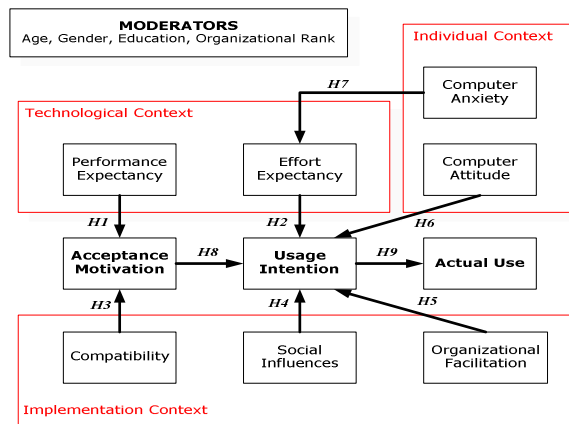 MODERATORS
Age, Gender, Education, Organizational Rank
Individual Context
H7
Computer
Anxiety
Technological Context
Performance
Expectancy
Effort
Expectancy
Computer
Attitude
H1
H2
H6
Acceptance
Motivation
H8
Usage
Intention
H9
Actual Use
H3
H4
H5
Compatibility
Social
Influences
Organizational
Facilitation
Implementation Context